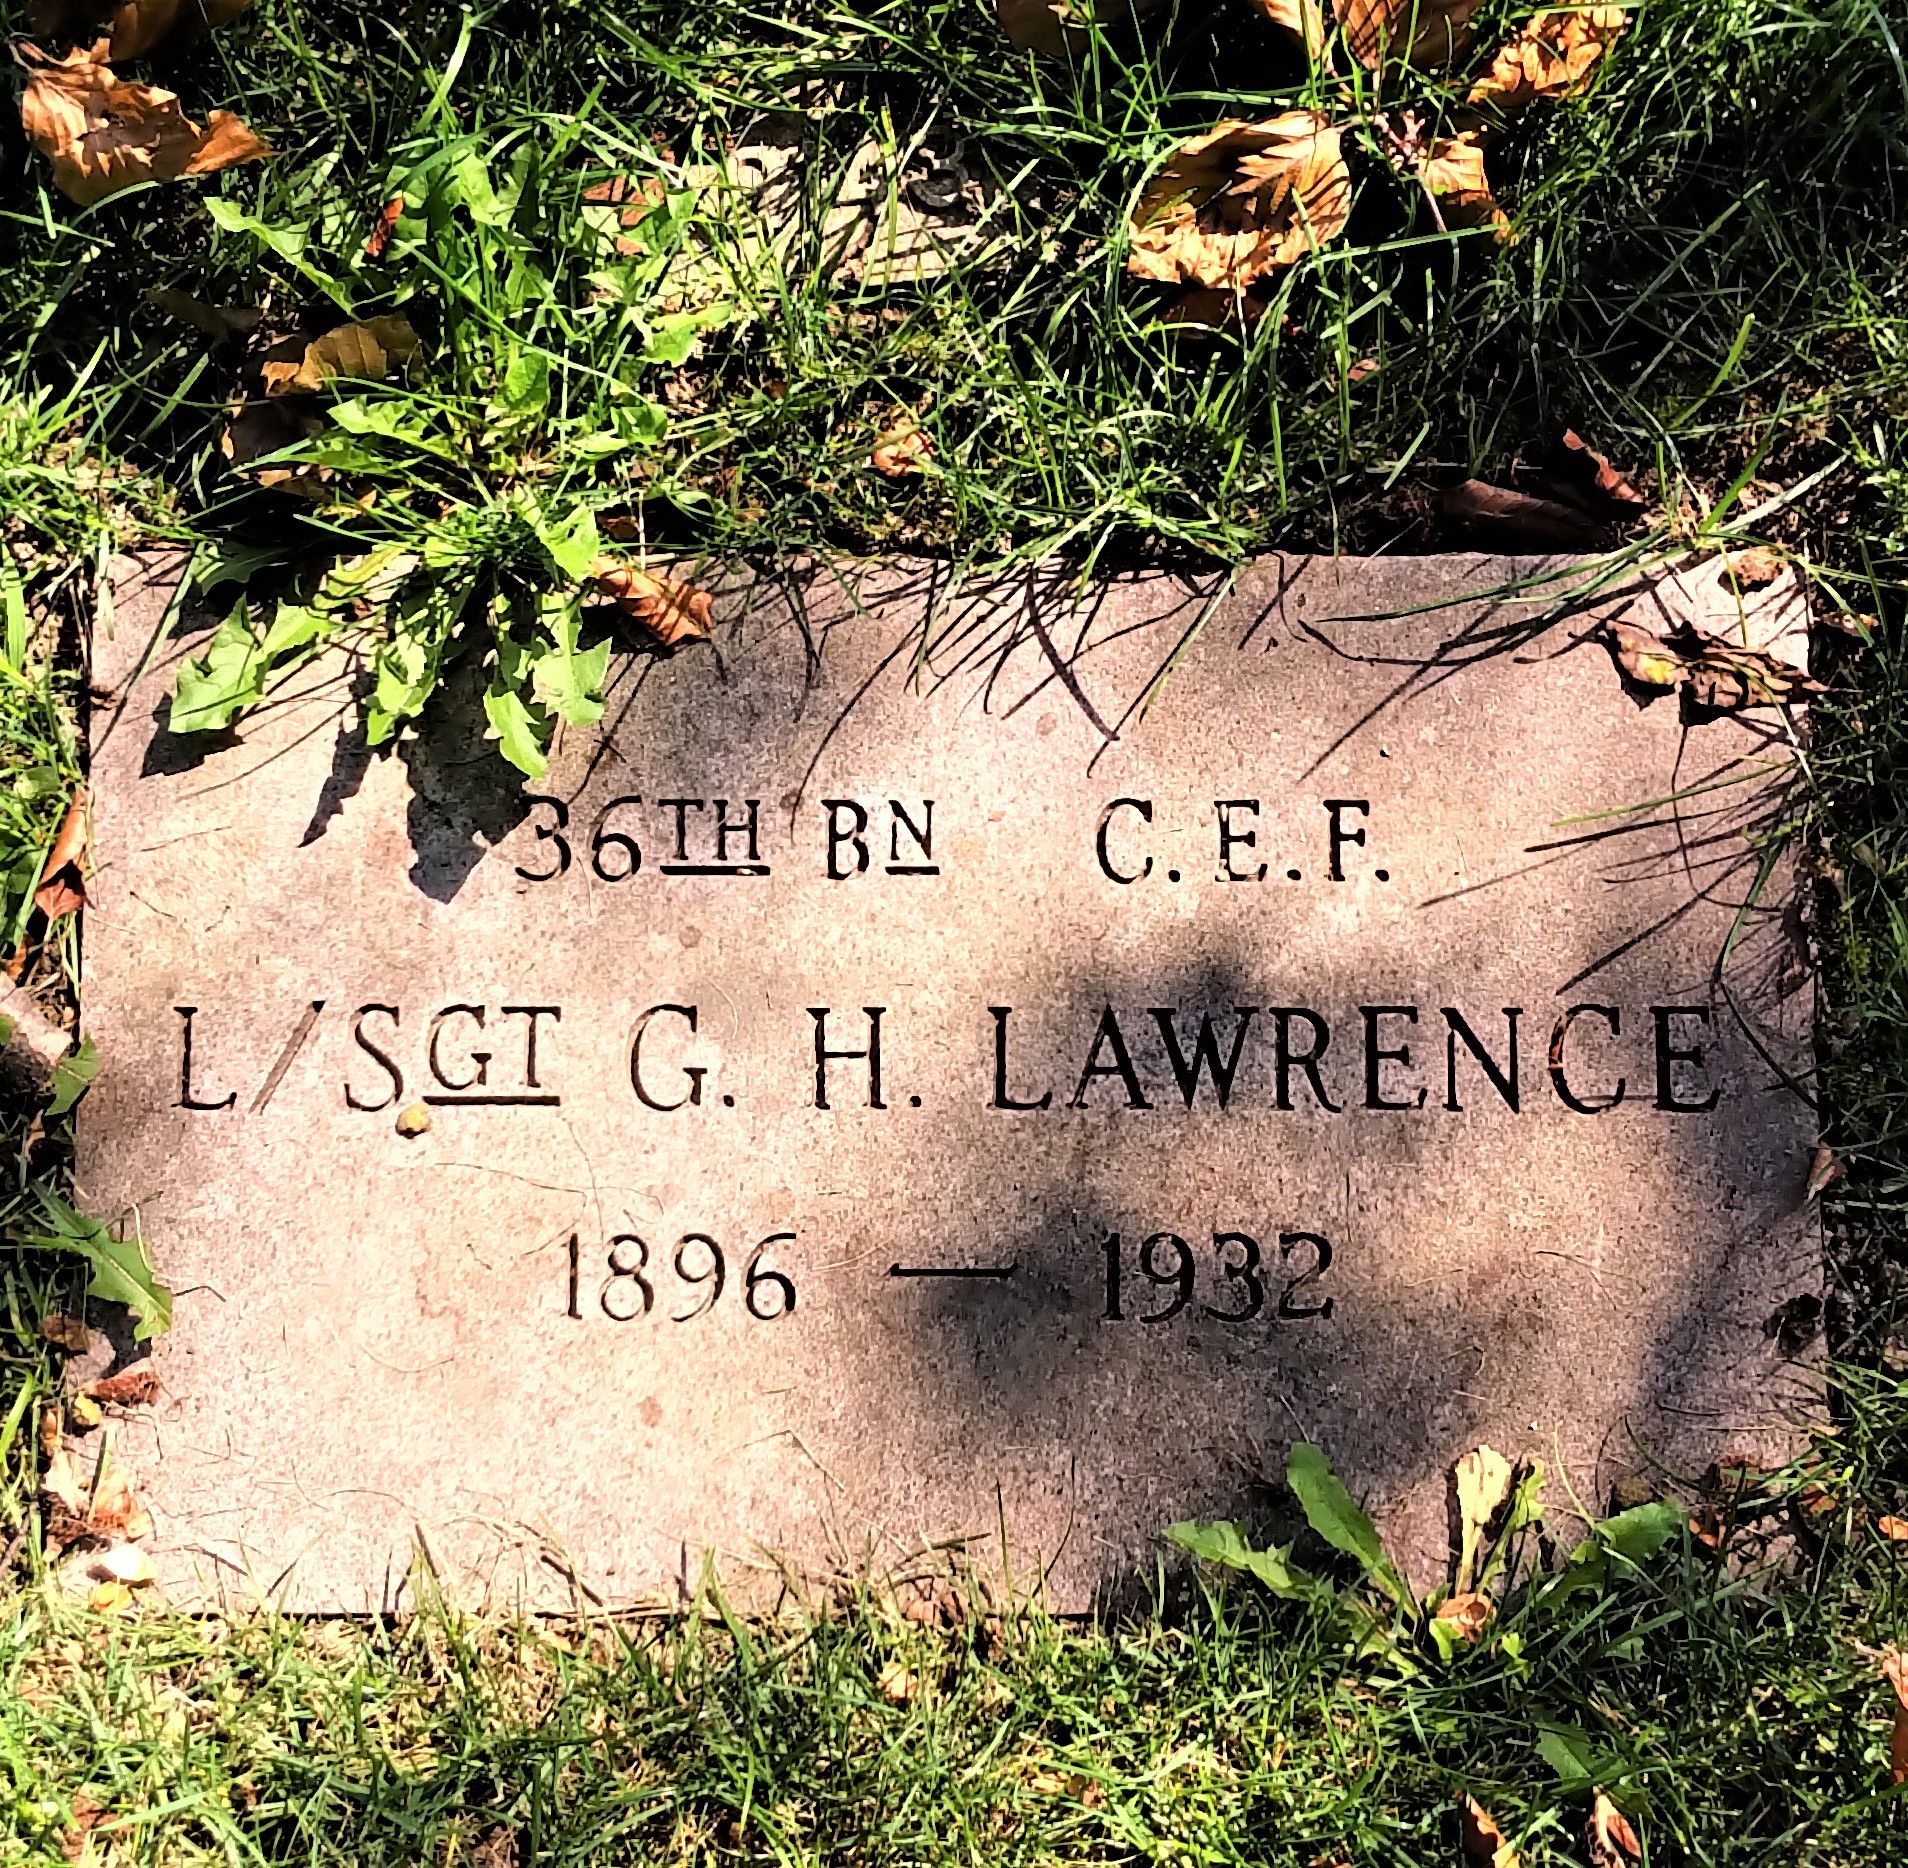 36TH BN C.E.F.
L/SGT G. H. LAWRENCE
1896 — 1932